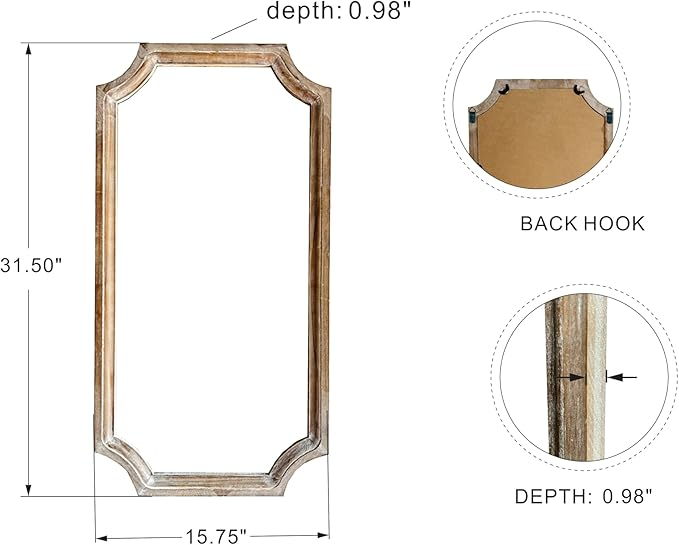 depth: 0.98"
31.50"
15.75"
BACK HOOK
DEPTH: 0.98"